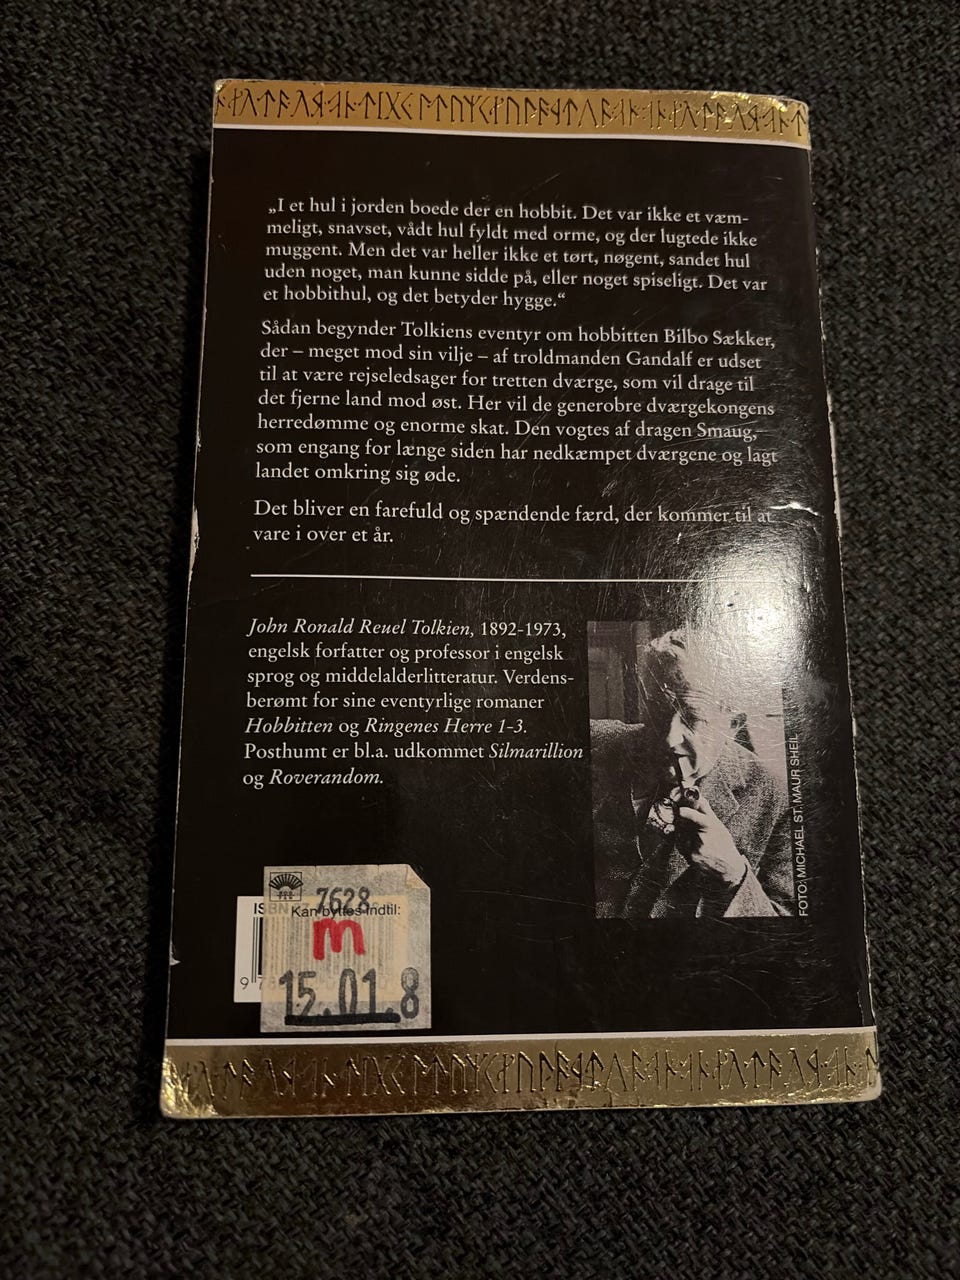 „I et hul i jorden boede der en hobbit. Det var ikke et væm-
meligt, snavset, vådt hul fyldt med orme, og der lugtede ikke
muggent. Men det var heller ikke et tørt, nøgent, sandet hul
uden noget, man kunne sidde på, eller noget spiseligt. Det var
et hobbithul, og det betyder hygge.“
Sådan begynder Tolkiens eventyr om hobbitten Bilbo Sækker,
der – meget mod sin vilje – af troldmanden Gandalf er udset
til at være rejseledsager for tretten dværge, som vil drage til
det fjerne land mod øst. Her vil de generobre dværgekongens
herredømme og enorme skat. Den vogtes af dragen Smaug,
som engang for længe siden har nedkæmpet dværgene og lagt
landet omkring sig øde.
Det bliver en farefuld og spændende færd, der kommer til at
vare i over et år.
John Ronald Reuel Tolkien, 1892-1973,
engelsk forfatter og professor i engelsk
sprog og middelalderlitteratur. Verdens-
berømt for sine eventyrlige romaner
Hobbitten og Ringenes Herre 1-3.
Posthumt er bl.a. udkommet Silmarillion
og Roverandom.
FOTO: MICHAEL ST. MAUR SHEIL
7628
Kan byttes indtil:
m
15.01.8